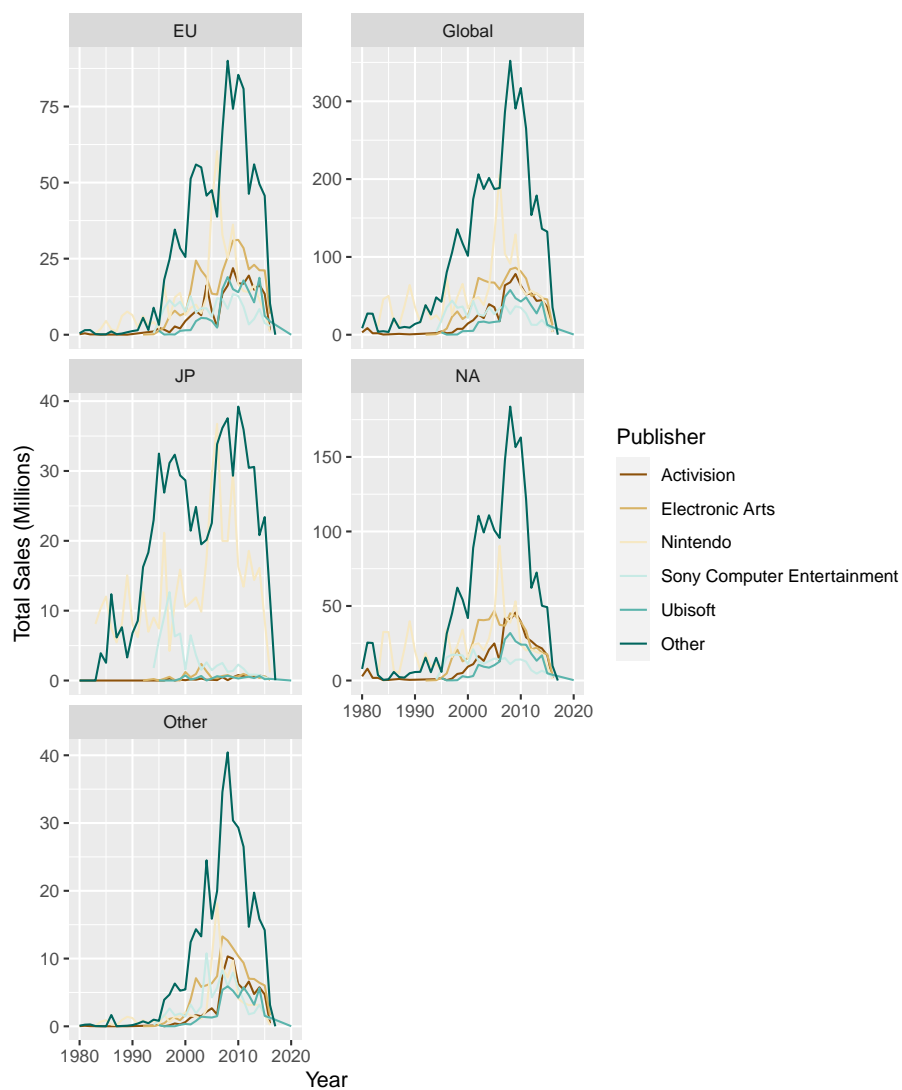 EU
Global
75
50
25
0
300
200
100
0
JP
NA
40
30
20
10
0
150
100
50
0
1980 1990 2000 2010 2020
Other
40
30
20
10
0
1980 1990 2000 2010 2020
Year
Total Sales (Millions)
Publisher
Activision
Electronic Arts
Nintendo
Sony Computer Entertainment
Ubisoft
Other